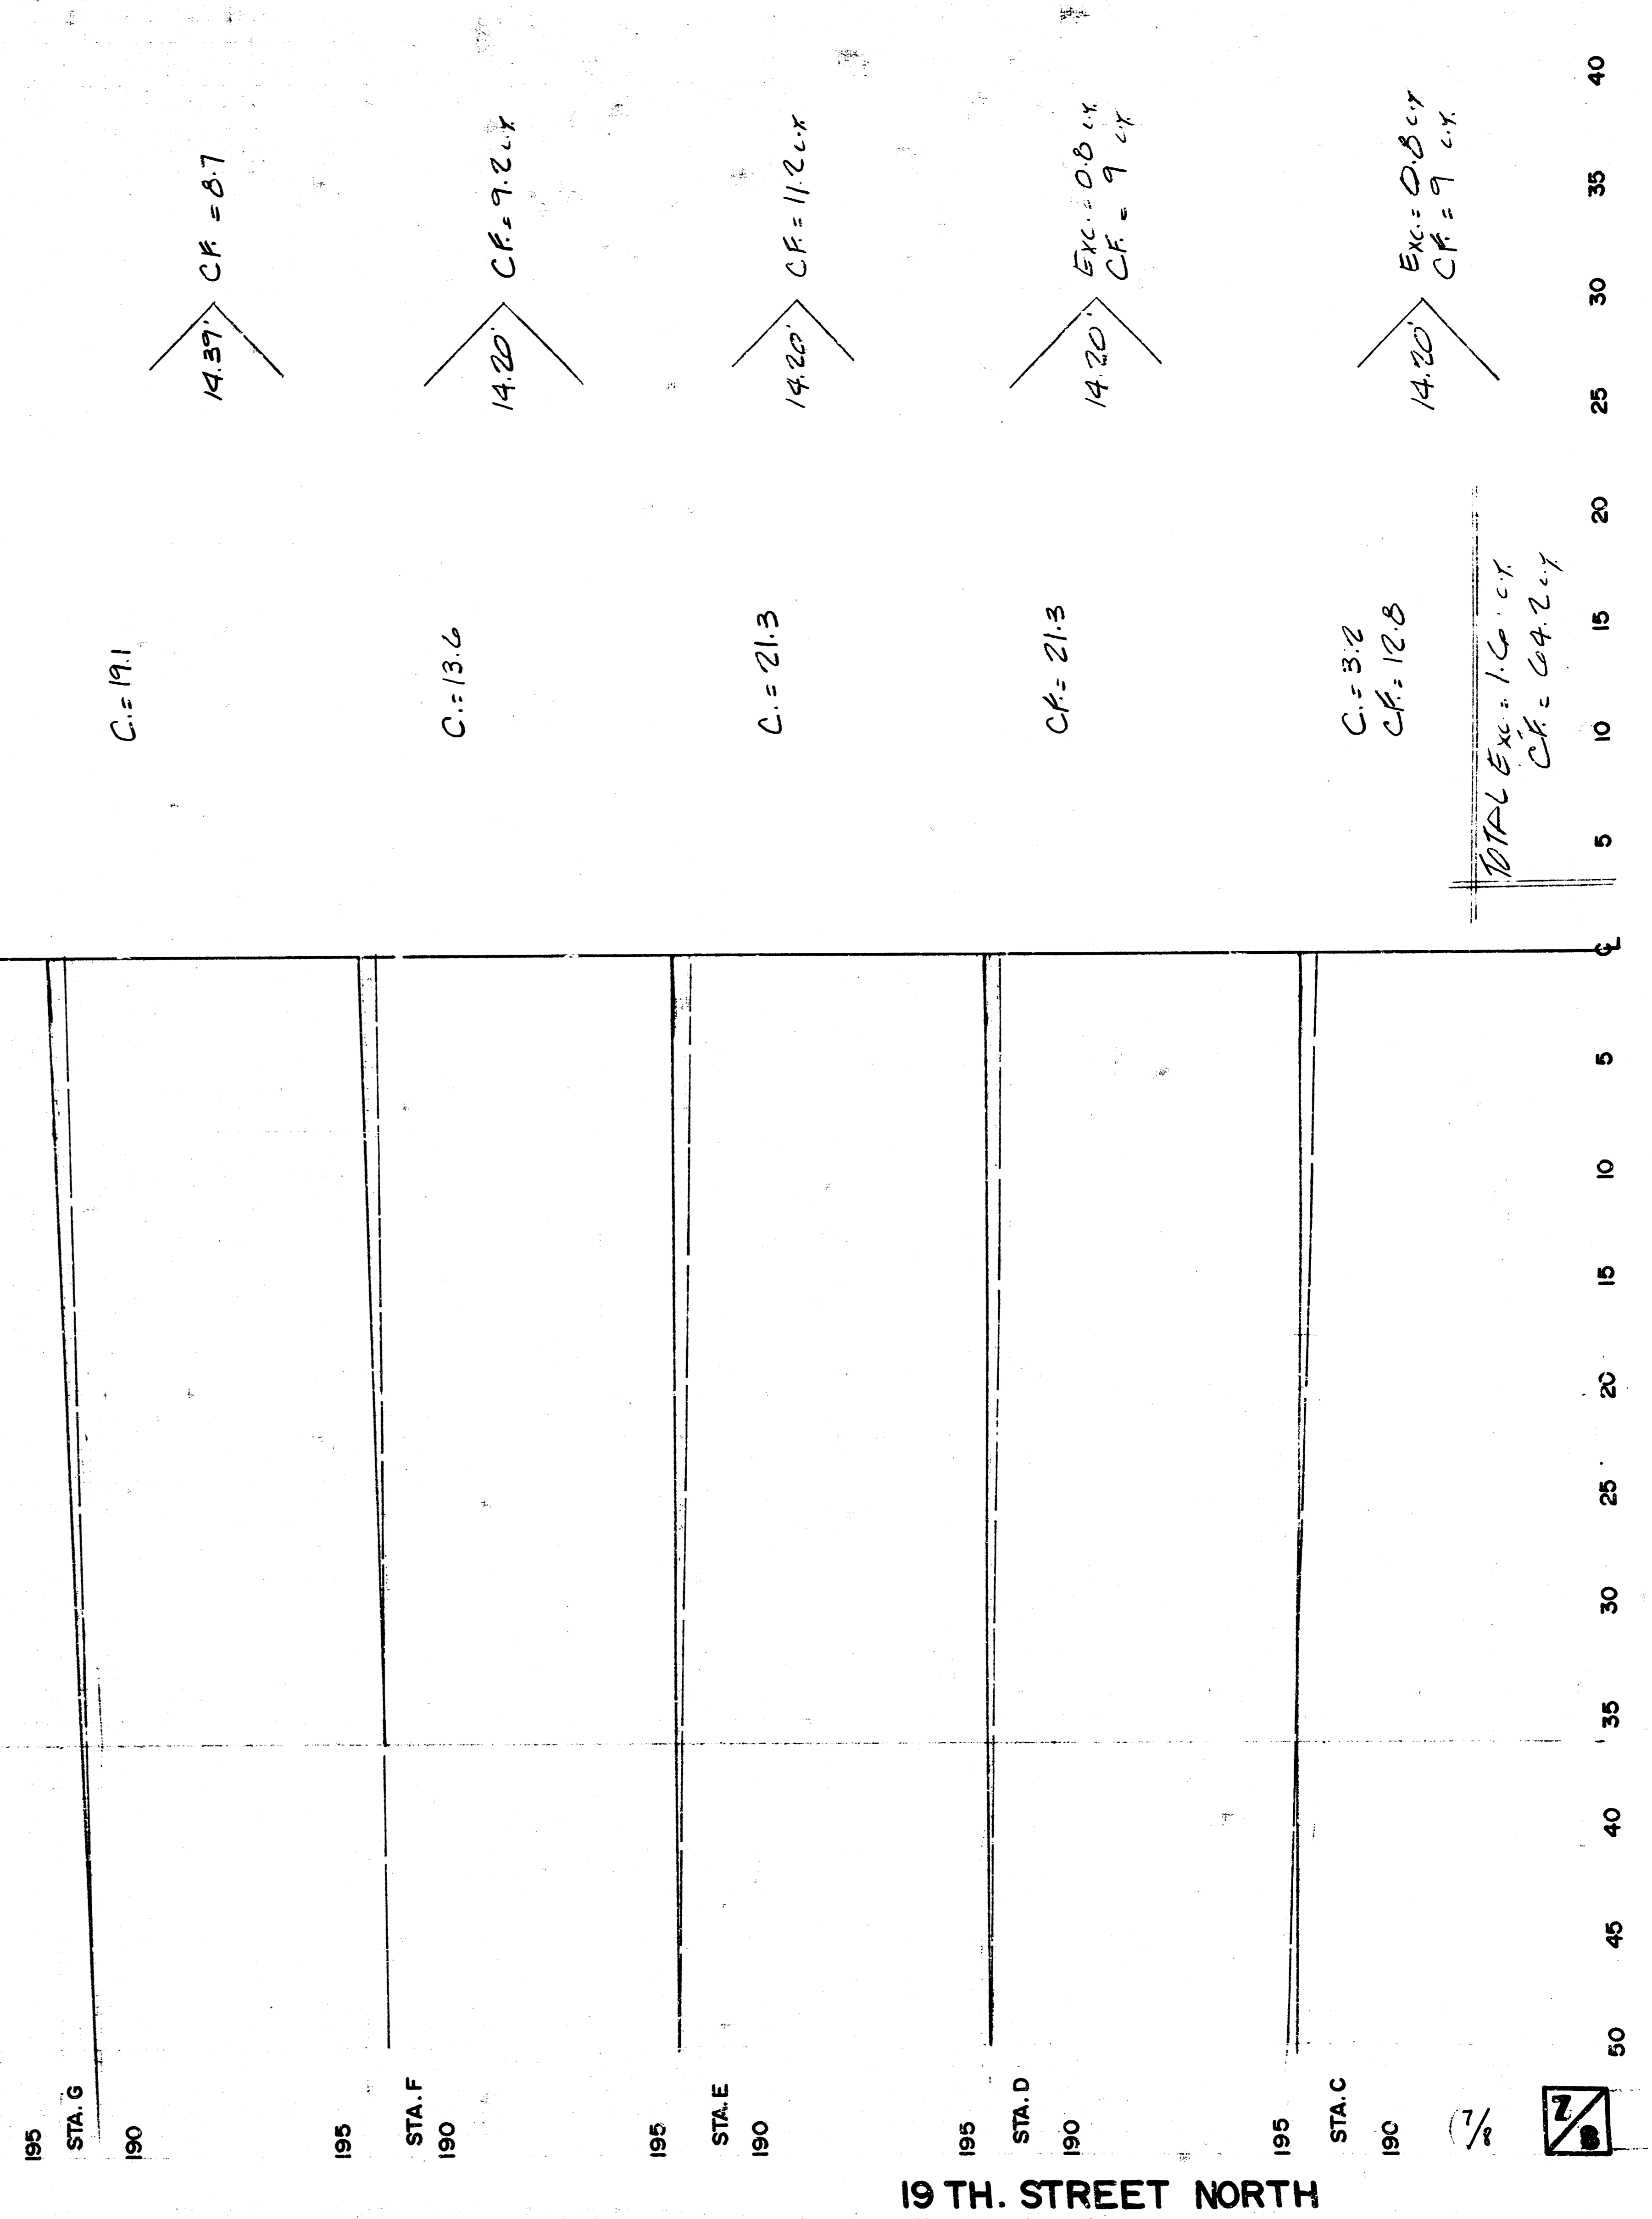 195
STA. G
190
C. = 19.1
14.39' CF. = 8.7
195
STA. F
190
C. = 13.6
14.20' CF. = 9.2 c.y.
195
STA. E
190
C. = 21.3
14.20' CF. = 11.2 c.y.
195
STA. D
190
CF. = 21.3
14.20' Exc. = 0.8 c.y.
CF. = 9 c.y.
195
STA. C
190
C. = 3.2
CF. = 12.8
14.20' Exc. = 0.8 c.y.
CF. = 9 c.y.
TOTAL Exc. = 1.6 c.y.
CF. = 64.2 c.y.
(7/8
7/8
50 45 40 35 30 25 20 15 10 5 ℄ 5 10 15 20 25 30 35 40
19 TH. STREET NORTH